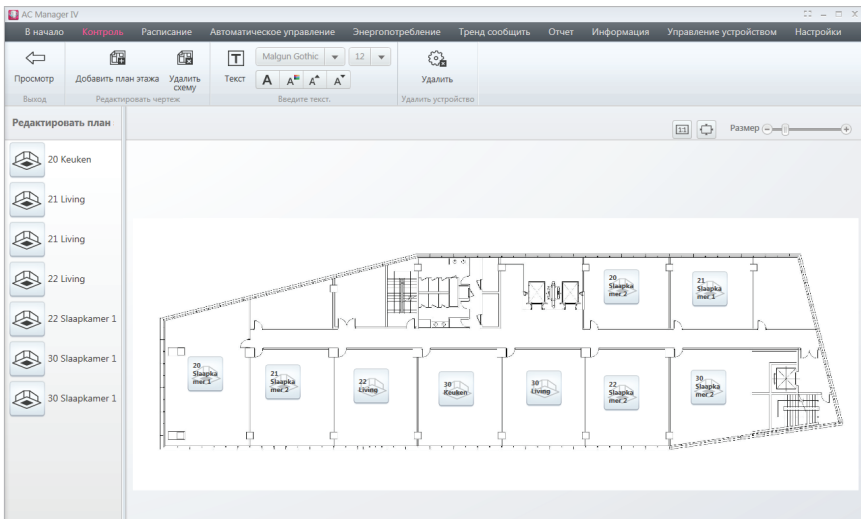 AC Manager IV
В начало Контроль Расписание Автоматическое управление Энергопотребление Тренд сообщить Отчет Информация Управление устройством Настройки
Malgun Gothic 12
Просмотр Добавить план этажа Удалить схему Текст A A A A Удалить
Выход Редактировать чертеж Введите текст. Удалить устройство
Редактировать план
1:1 Размер
20 Keuken
21 Living
21 Living
22 Living
22 Slaapkamer 1
30 Slaapkamer 1
30 Slaapkamer 1
20
Slaapka
mer 2
21
Slaapka
mer 1
20
Slaapka
mer 1
21
Slaapka
mer 2
22
Living
30
Keuken
30
Living
22
Slaapka
mer 2
30
Slaapka
mer 2